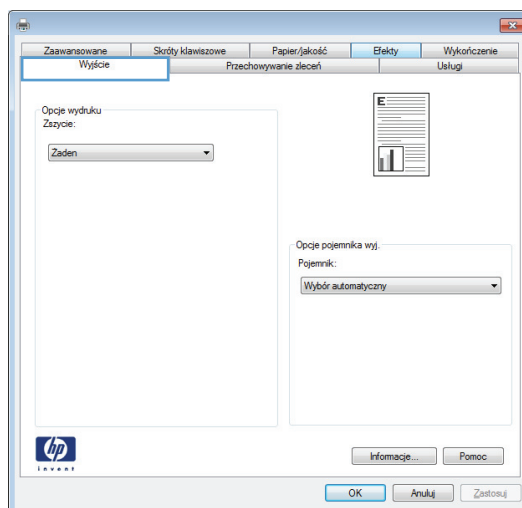 Zaawansowane Skróty klawiszowe Papier/jakość Efekty Wykończenie
Wyjście Przechowywanie zleceń Usługi
Opcje wydruku
Zszycie:
Żaden
E
Opcje pojemnika wyj.
Pojemnik:
Wybór automatyczny
hp
invent
Informacje... Pomoc
OK Anuluj Zastosuj